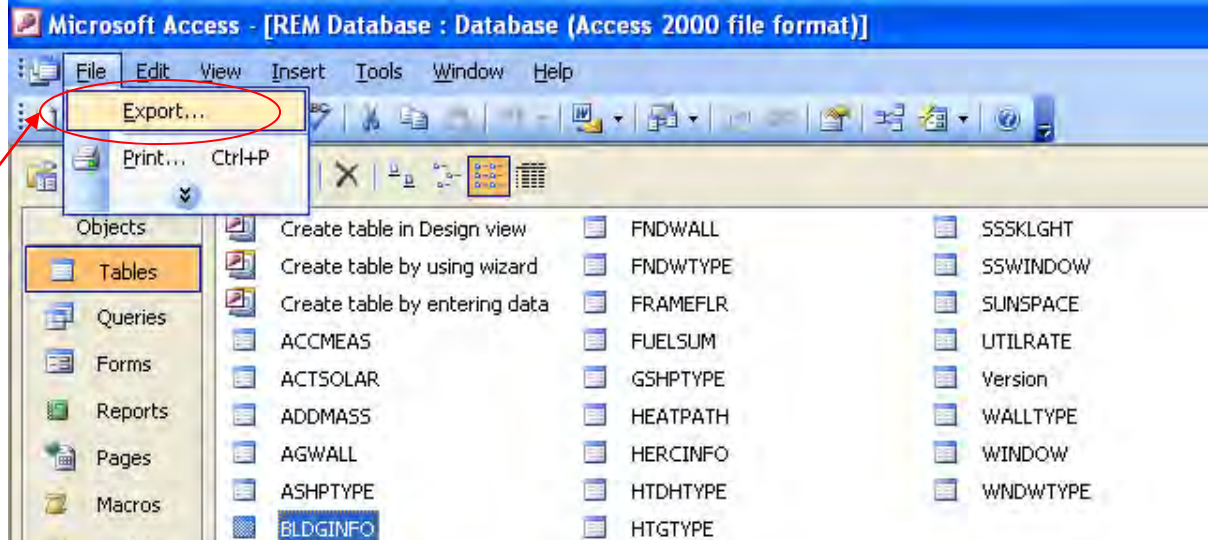 Microsoft Access - [REM Database : Database (Access 2000 file format)]
File Edit View Insert Tools Window Help
Export...
Print... Ctrl+P
Objects
Tables
Queries
Forms
Reports
Pages
Macros
Create table in Design view
Create table by using wizard
Create table by entering data
ACCMEAS
ACTSOLAR
ADDMASS
AGWALL
ASHPTYPE
BLDGINFO
FNDWALL
FNDWTYPE
FRAMEFLR
FUELSUM
GSHPTYPE
HEATPATH
HERCINFO
HTDHTYPE
HTGTYPE
SSSKLGHT
SSWINDOW
SUNSPACE
UTILRATE
Version
WALLTYPE
WINDOW
WNDWTYPE